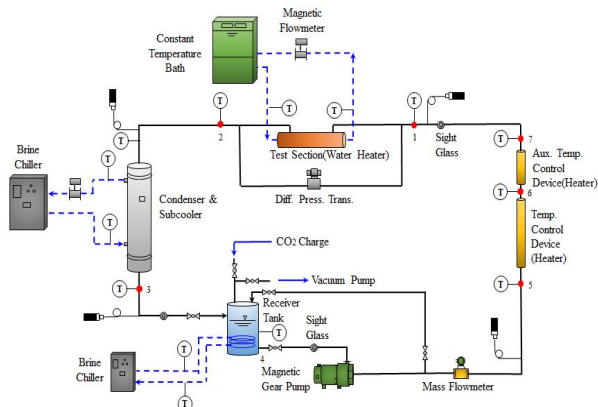 Magnetic
Flowmeter
Constant
Temperature
Bath
T
T
T
T
T
T
2
1
Sight
Glass
T
7
Test Section(Water Heater)
Aux. Temp.
Control
Device(Heater)
Brine
Chiller
T
Condenser &
Subcooler
Diff. Press. Trans.
T
6
Temp.
Control
Device
(Heater)
T
CO2 Charge
Vacuum Pump
T
3
T
5
Receiver
Tank
T
Sight
Glass
4
Brine
Chiller
T
Magnetic
Gear Pump
Mass Flowmeter
T